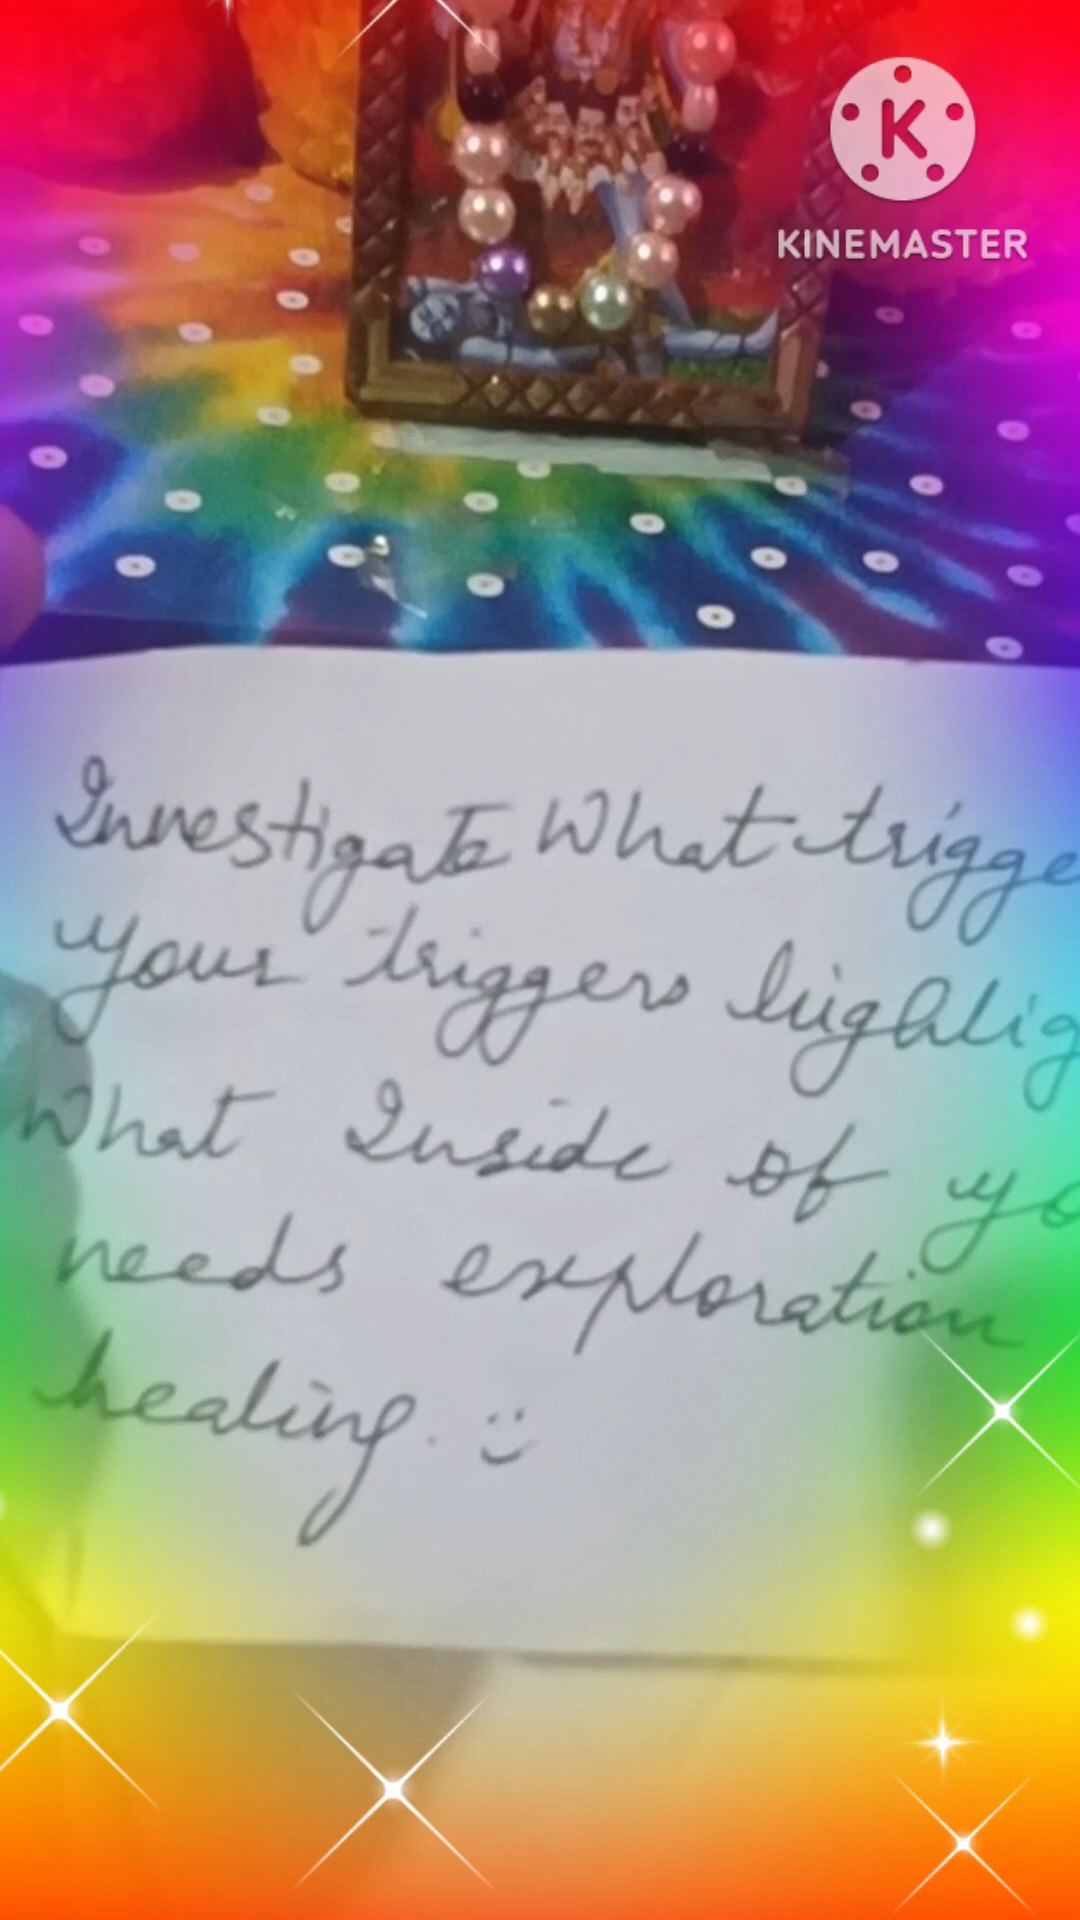 K
KINEMASTER
Investigate What trigge
your triggers highlig
What Inside of yo
needs exploration
healing. :)